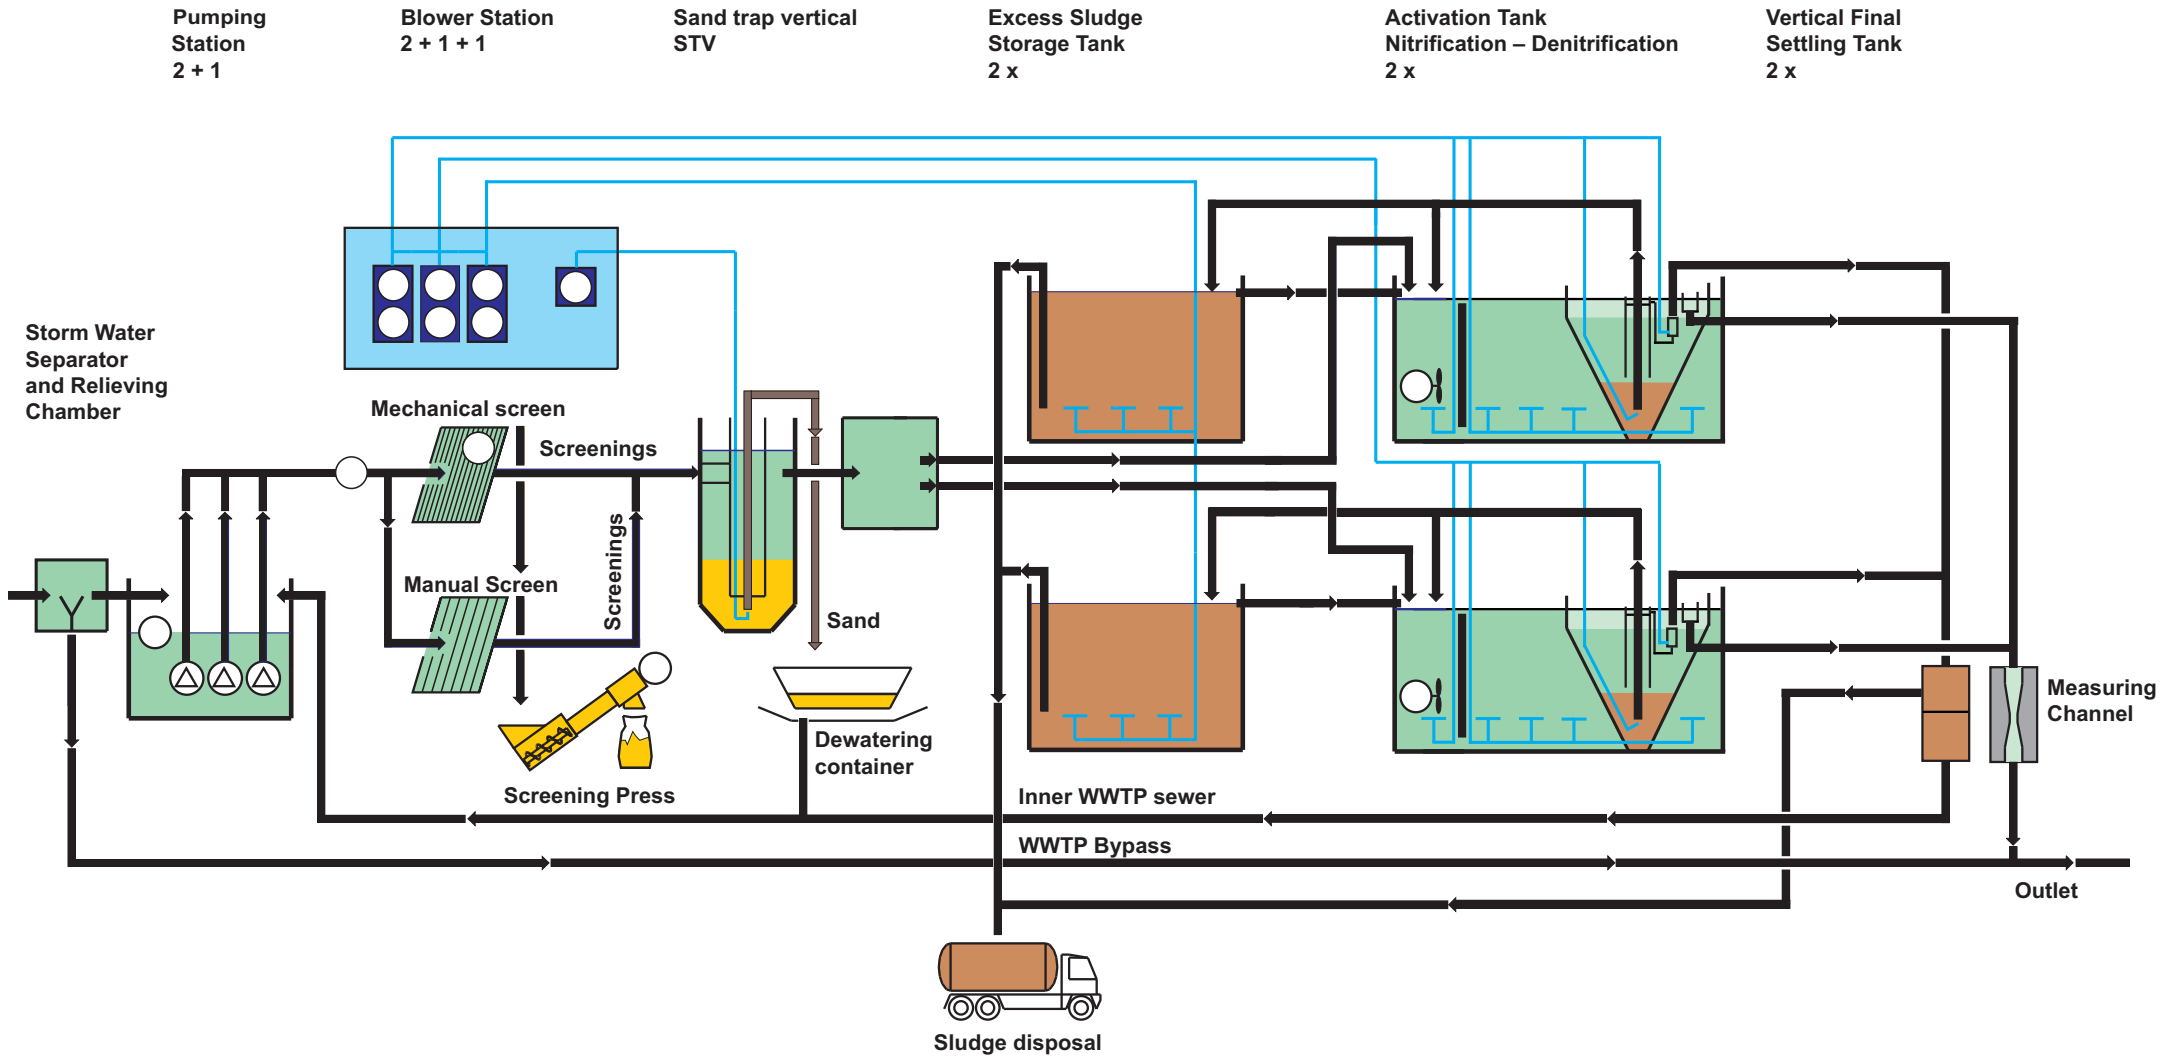 Pumping
Station
2 + 1
Blower Station
2 + 1 + 1
Sand trap vertical
STV
Excess Sludge
Storage Tank
2 x
Activation Tank
Nitrification – Denitrification
2 x
Vertical Final
Settling Tank
2 x
Storm Water
Separator
and Relieving
Chamber
Mechanical screen
Screenings
Manual Screen
Screenings
Sand
Dewatering
container
Screening Press
Measuring
Channel
Inner WWTP sewer
WWTP Bypass
Outlet
Sludge disposal